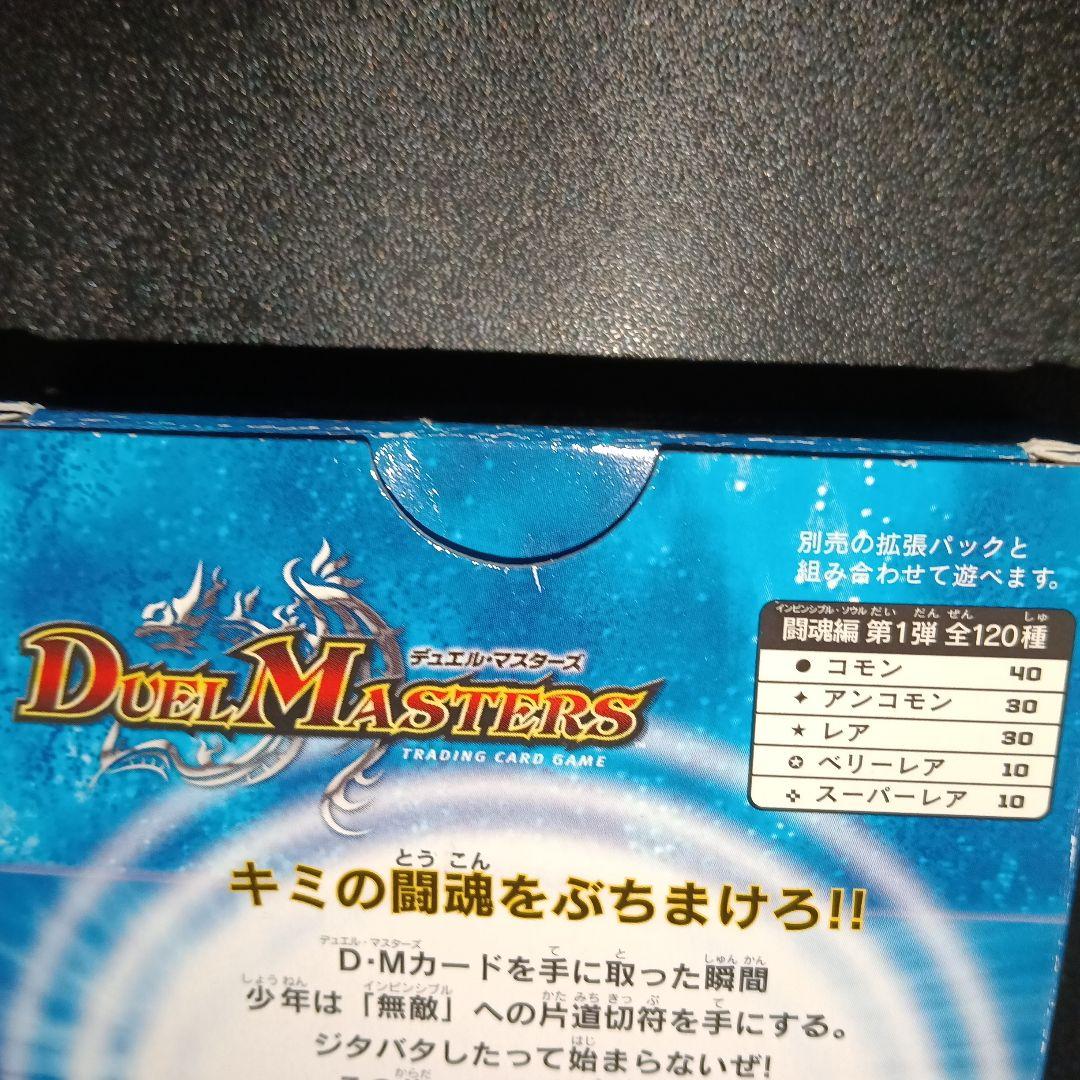 別売の拡張パックと
組み合わせて遊べます。
インビンシブル・ソウル だい だん ぜん しゅ
闘魂編 第1弾 全120種
● コモン 40
✦ アンコモン 30
★ レア 30
✪ ベリーレア 10
✣ スーパーレア 10
デュエル・マスターズ
DUEL MASTERS
TRADING CARD GAME
とう こん
キミの闘魂をぶちまけろ!!
デュエル・マスターズ て と しゅん かん
D・Mカードを手に取った瞬間
しょう ねん インビンシブル かた みち きっ ぷ て
少年は「無敵」への片道切符を手にする。
はじ
ジタバタしたって始まらないぜ!
からだ